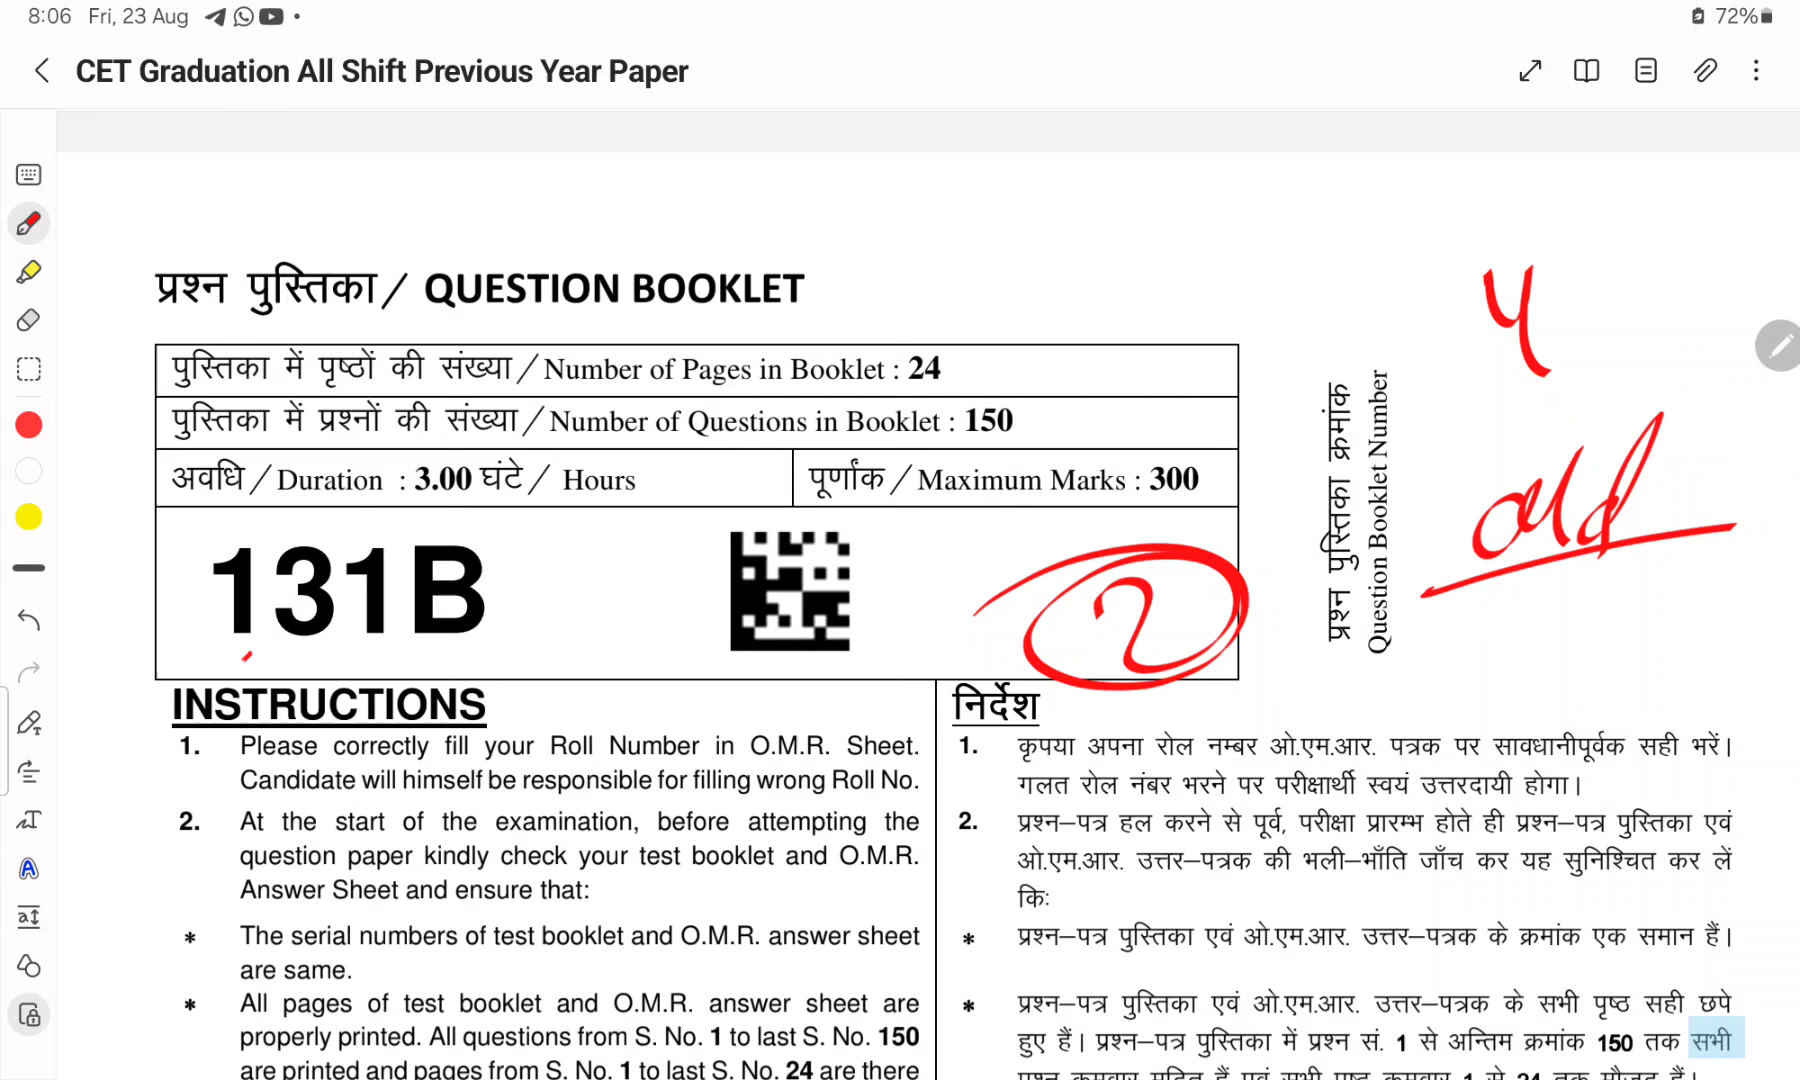 8:06 Fri, 23 Aug
72%
CET Graduation All Shift Previous Year Paper
प्रश्न पुस्तिका / QUESTION BOOKLET
पुस्तिका में पृष्ठों की संख्या / Number of Pages in Booklet : 24
पुस्तिका में प्रश्नों की संख्या / Number of Questions in Booklet : 150
अवधि / Duration : 3.00 घंटे / Hours
पूर्णांक / Maximum Marks : 300
131B
2
प्रश्न पुस्तिका क्रमांक
Question Booklet Number
INSTRUCTIONS
1. Please correctly fill your Roll Number in O.M.R. Sheet.
Candidate will himself be responsible for filling wrong Roll No.
2. At the start of the examination, before attempting the
question paper kindly check your test booklet and O.M.R.
Answer Sheet and ensure that:
* The serial numbers of test booklet and O.M.R. answer sheet
are same.
* All pages of test booklet and O.M.R. answer sheet are
properly printed. All questions from S. No. 1 to last S. No. 150
are printed and pages from S. No. 1 to last S. No. 24 are there
निर्देश
1. कृपया अपना रोल नम्बर ओ.एम.आर. पत्रक पर सावधानीपूर्वक सही भरें।
गलत रोल नंबर भरने पर परीक्षार्थी स्वयं उत्तरदायी होगा।
2. प्रश्न–पत्र हल करने से पूर्व, परीक्षा प्रारम्भ होते ही प्रश्न–पत्र पुस्तिका एवं
ओ.एम.आर. उत्तर–पत्रक की भली–भाँति जाँच कर यह सुनिश्चित कर लें
कि:
* प्रश्न–पत्र पुस्तिका एवं ओ.एम.आर. उत्तर–पत्रक के क्रमांक एक समान हैं।
* प्रश्न–पत्र पुस्तिका एवं ओ.एम.आर. उत्तर–पत्रक के सभी पृष्ठ सही छपे
हुए हैं। प्रश्न–पत्र पुस्तिका में प्रश्न सं. 1 से अन्तिम क्रमांक 150 तक सभी